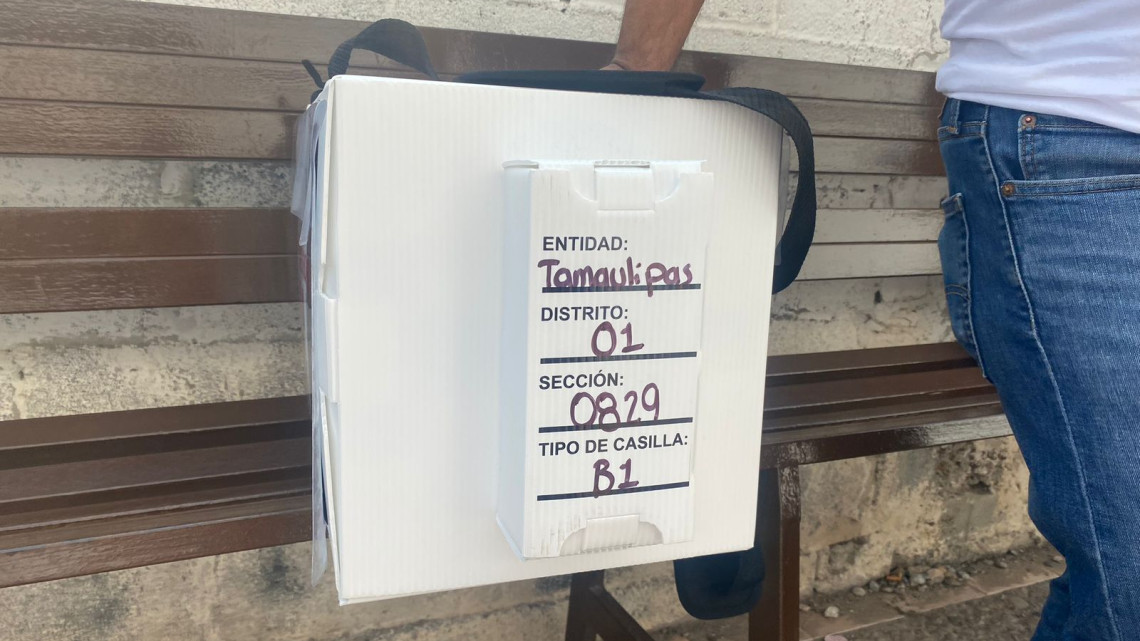 ENTIDAD:
Tamaulipas
DISTRITO:
01
SECCIÓN:
0829
TIPO DE CASILLA:
B1